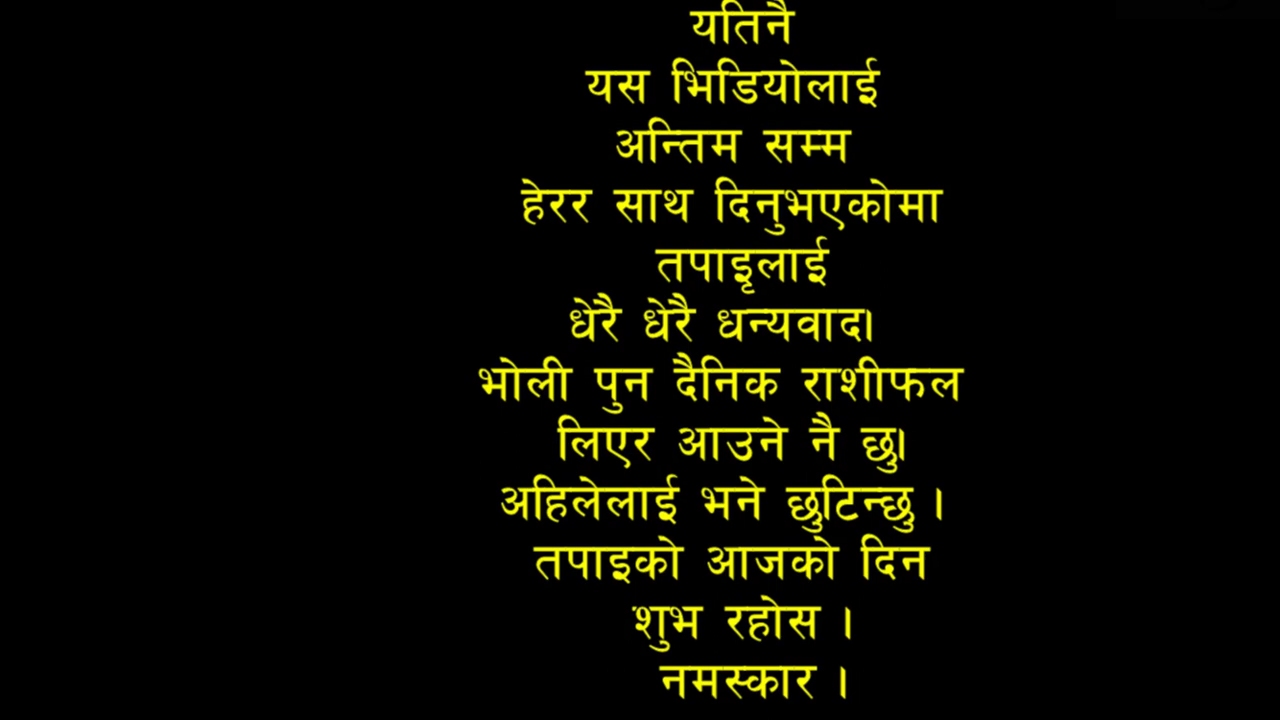 यतिनै
यस भिडियोलाई
अन्तिम सम्म
हेरर साथ दिनुभएकोमा
तपाइृलाई
धेरै धेरै धन्यवाद।
भोली पुन दैनिक राशीफल
लिएर आउने नै छु।
अहिलेलाई भने छुटिन्छु ।
तपाइको आजको दिन
शुभ रहोस ।
नमस्कार ।